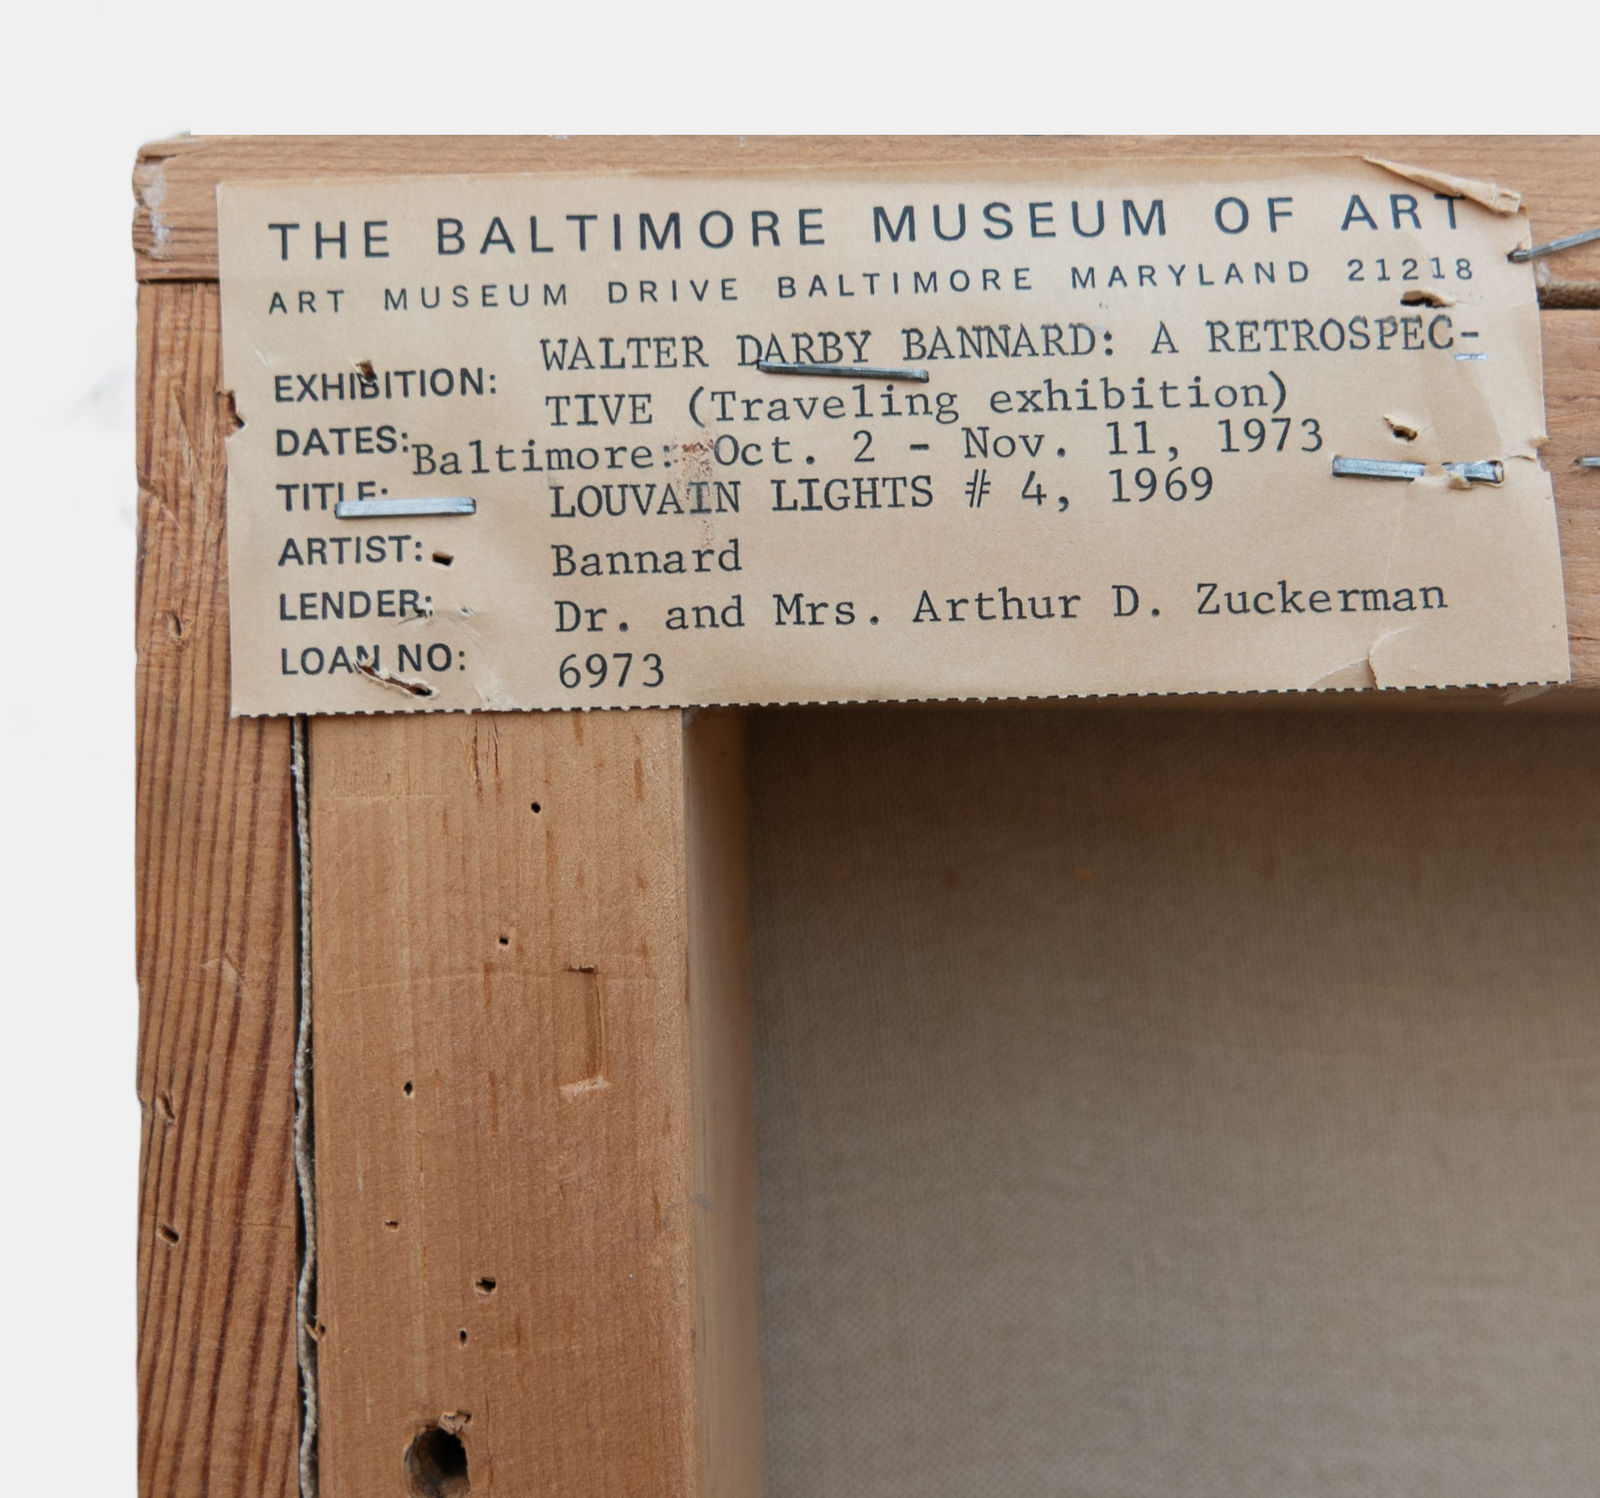 THE BALTIMORE MUSEUM OF ART
ART MUSEUM DRIVE BALTIMORE MARYLAND 21218
EXHIBITION: WALTER DARBY BANNARD: A RETROSPEC-
TIVE (Traveling exhibition)
DATES: Baltimore: Oct. 2 - Nov. 11, 1973
TITLE: LOUVAIN LIGHTS # 4, 1969
ARTIST: Bannard
LENDER: Dr. and Mrs. Arthur D. Zuckerman
LOAN NO: 6973